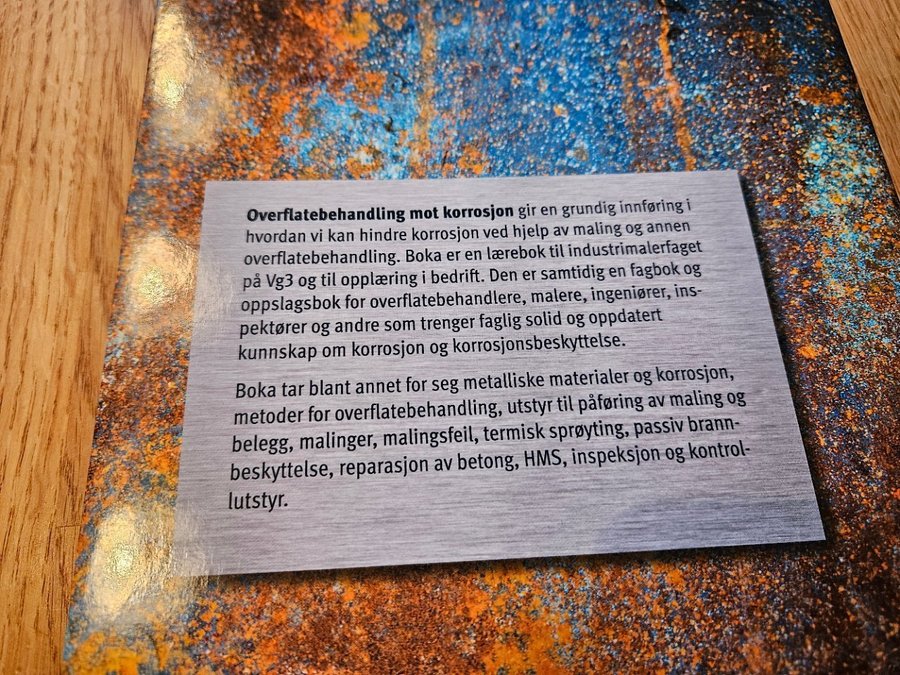 Overflatebehandling mot korrosjon gir en grundig innføring i
hvordan vi kan hindre korrosjon ved hjelp av maling og annen
overflatebehandling. Boka er en lærebok til industrimalerfaget
på Vg3 og til opplæring i bedrift. Den er samtidig en fagbok og
oppslagsbok for overflatebehandlere, malere, ingeniører, ins-
pektører og andre som trenger faglig solid og oppdatert
kunnskap om korrosjon og korrosjonsbeskyttelse.
Boka tar blant annet for seg metalliske materialer og korrosjon,
metoder for overflatebehandling, utstyr til påføring av maling og
belegg, malinger, malingsfeil, termisk sprøyting, passiv brann-
beskyttelse, reparasjon av betong, HMS, inspeksjon og kontrol-
lutstyr.